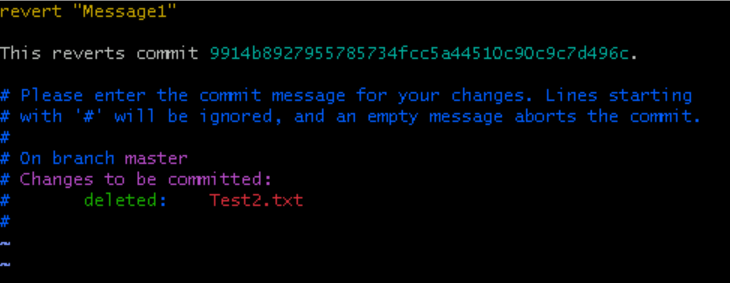 revert "Message1"
This reverts commit 9914b8927955785734fcc5a44510c90c9c7d496c.
# Please enter the commit message for your changes. Lines starting
# with '#' will be ignored, and an empty message aborts the commit.
#
# On branch master
# Changes to be committed:
#       deleted:    Test2.txt
#
~
~